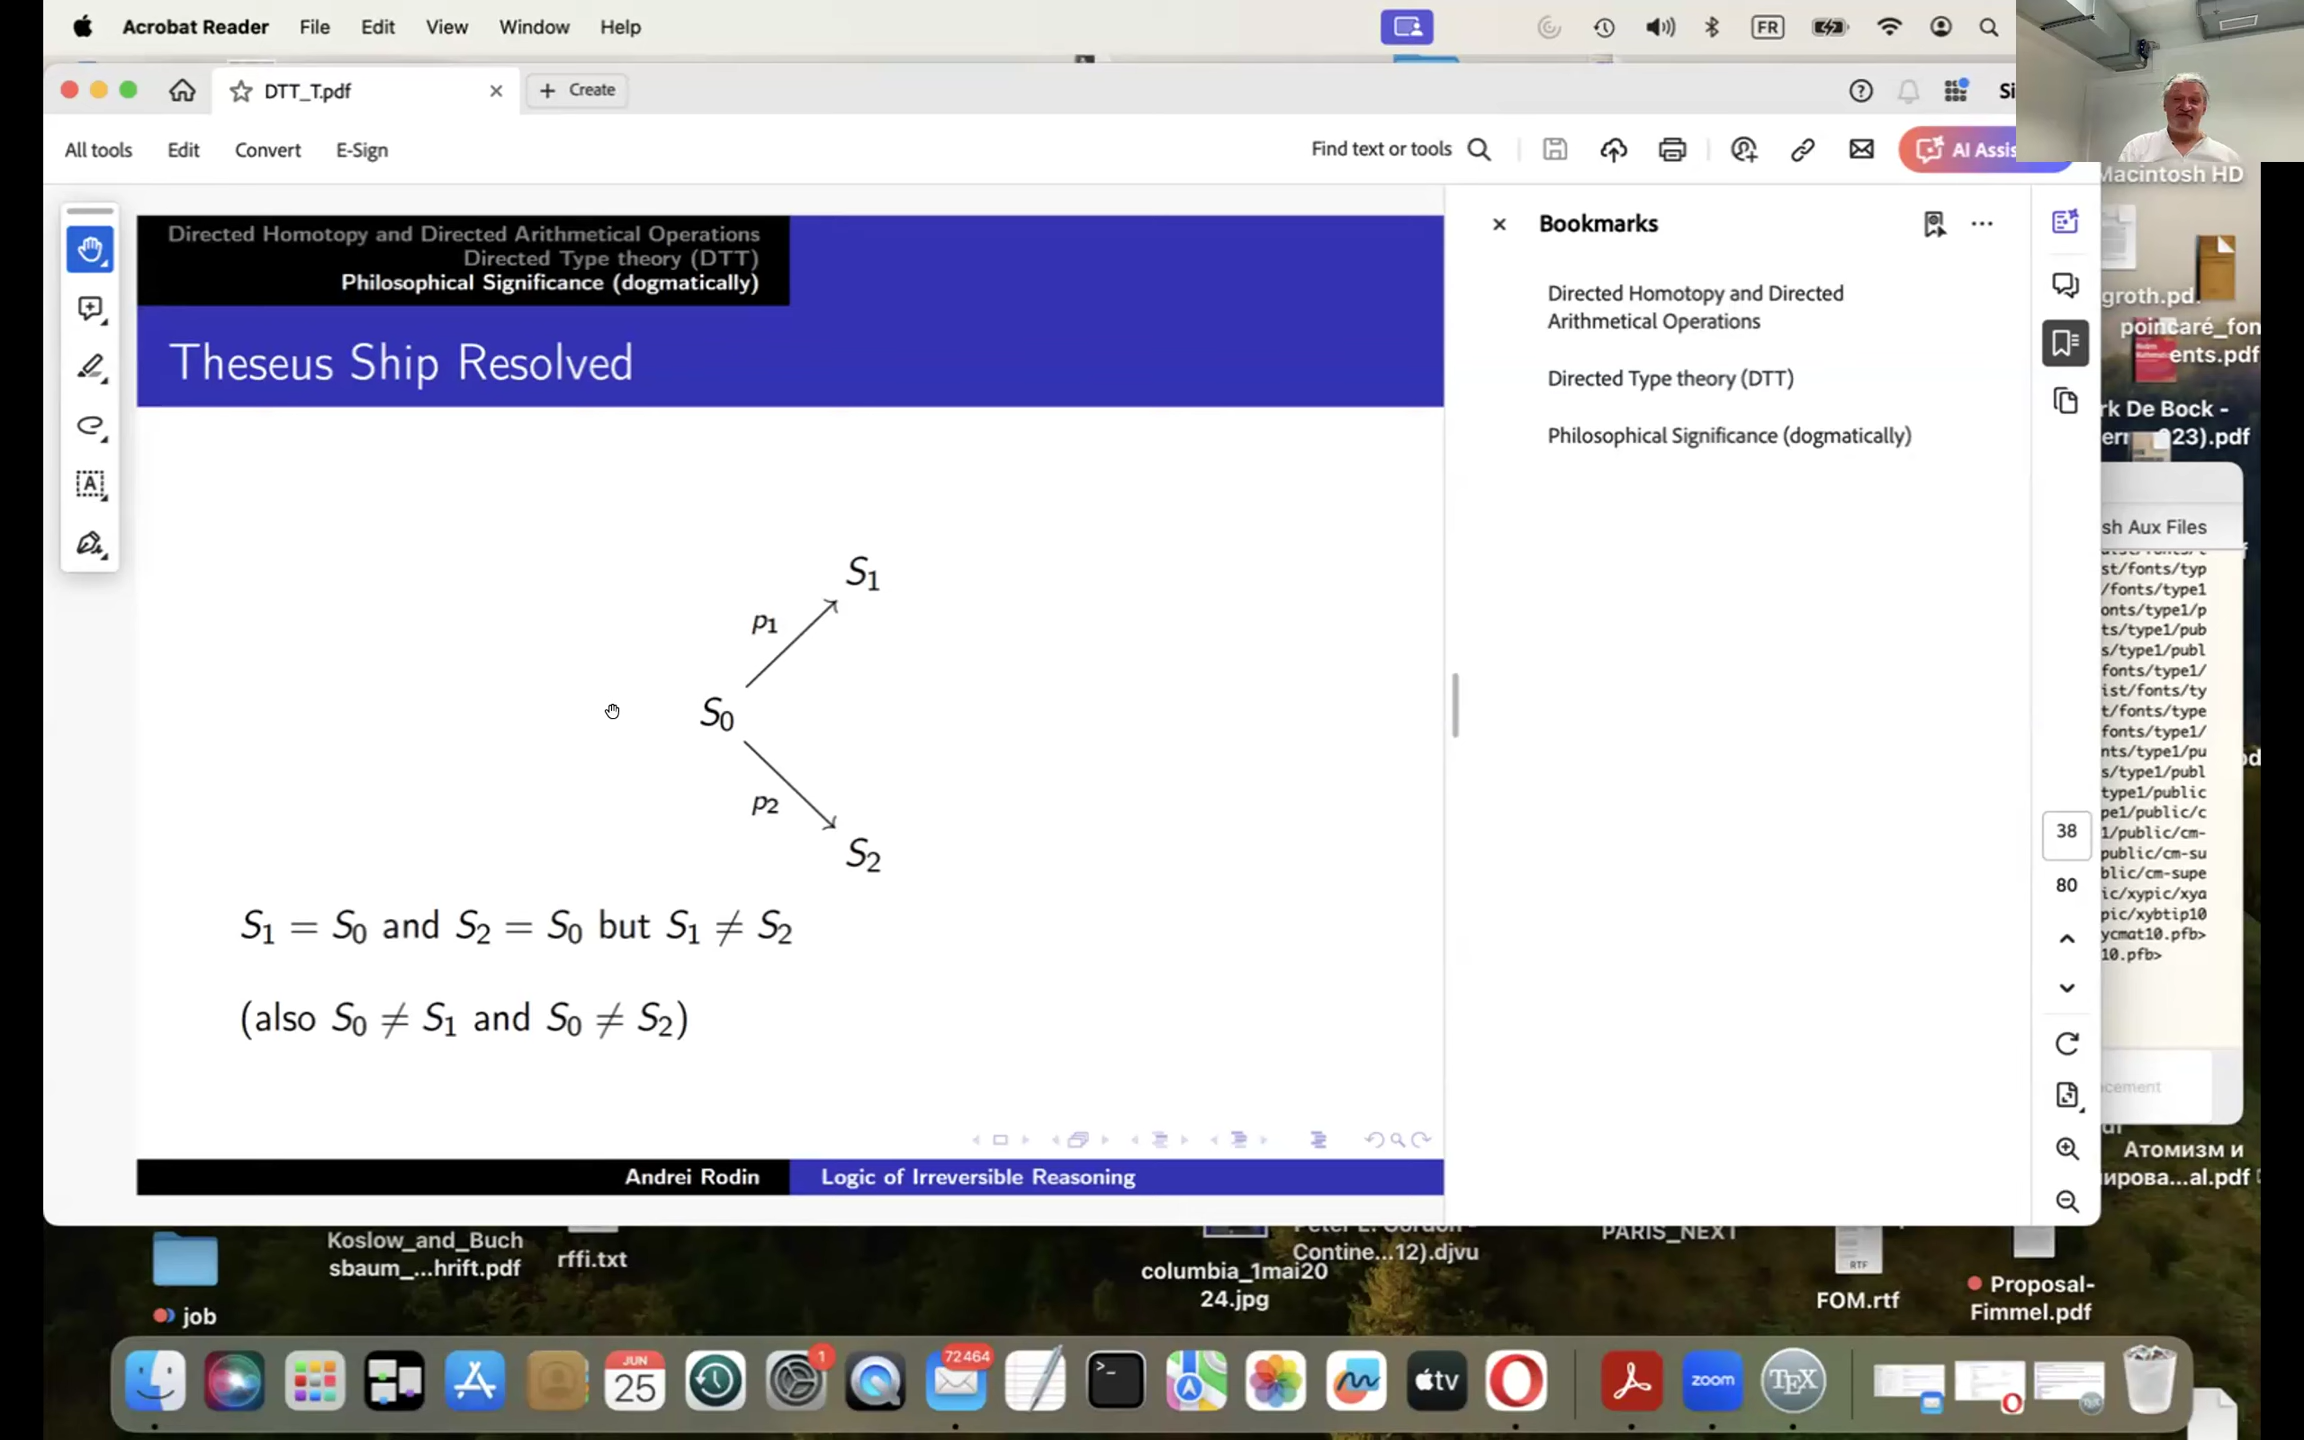 Acrobat Reader File Edit View Window Help
FR
DTT_T.pdf
Create
All tools Edit Convert E-Sign
Find text or tools
AI Assis
Macintosh HD
Directed Homotopy and Directed Arithmetical Operations
Directed Type theory (DTT)
Philosophical Significance (dogmatically)
Theseus Ship Resolved
S1
p1
S0
p2
S2
S1 = S0 and S2 = S0 but S1 ≠ S2
(also S0 ≠ S1 and S0 ≠ S2)
Andrei Rodin
Logic of Irreversible Reasoning
Bookmarks
Directed Homotopy and Directed
Arithmetical Operations
Directed Type theory (DTT)
Philosophical Significance (dogmatically)
38
80
groth.pd
poincaré_fon
ents.pdf
rk De Bock -
23).pdf
sh Aux Files
st/fonts/typ
/fonts/type1
onts/type1/p
ts/type1/pub
s/type1/publ
fonts/type1/
ist/fonts/ty
t/fonts/type
fonts/type1/
nts/type1/pu
s/type1/publ
type1/public
pe1/public/c
1/public/cm-
public/cm-su
blic/cm-supe
ic/xypic/xya
pic/xybtip10
ycmat10.pfb>
10.pfb>
cement
Атомизм и
ирова...al.pdf
Koslow_and_Buch
sbaum_...hrift.pdf
rffi.txt
job
columbia_1mai20
24.jpg
Contine...12).djvu
PARIS_NEXT
RTF
FOM.rtf
Proposal-
Fimmel.pdf
JUN
25
1
72464
tv
zoom
TEX